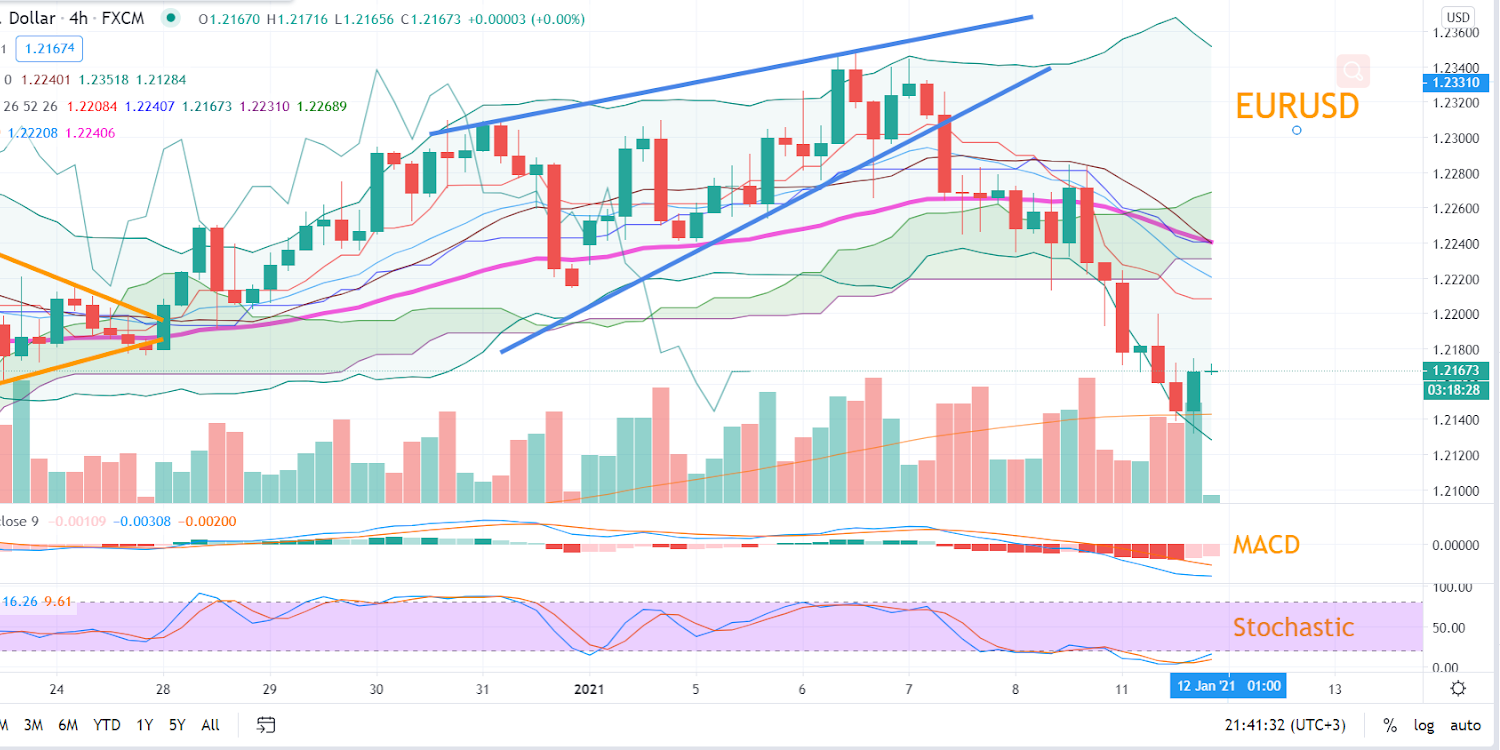 . Dollar · 4h · FXCM O1.21670 H1.21716 L1.21656 C1.21673 +0.00003 (+0.00%)
USD
1 1.21674
0 1.22401 1.23518 1.21284
26 52 26 1.22084 1.22407 1.21673 1.22310 1.22689
1.22208 1.22406
EURUSD
1.23600
1.23400
1.23310
1.23200
1.23000
1.22800
1.22600
1.22400
1.22200
1.22000
1.21800
1.21673
03:18:28
1.21400
1.21200
1.21000
close 9 -0.00109 -0.00308 -0.00200
MACD
0.00000
16.26 9.61
Stochastic
100.00
50.00
0.00
24 28 29 30 31 2021 5 6 7 8 11 12 Jan '21 01:00 13
M 3M 6M YTD 1Y 5Y All
21:41:32 (UTC+3) % log auto